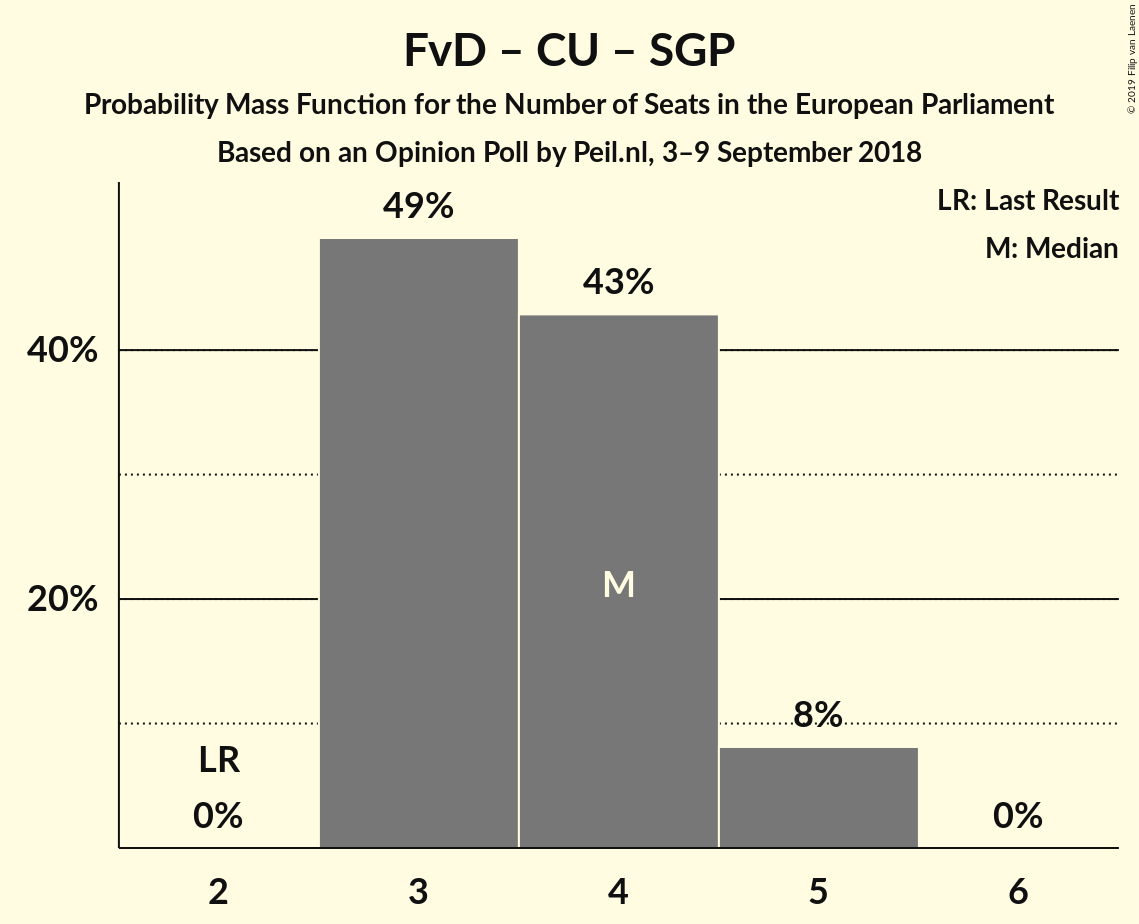 FvD – CU – SGP
Probability Mass Function for the Number of Seats in the European Parliament
Based on an Opinion Poll by Peil.nl, 3–9 September 2018
© 2019 Filip van Laenen
LR: Last Result
M: Median
49%
43%
40%
M
20%
8%
LR
0%
0%
2 3 4 5 6